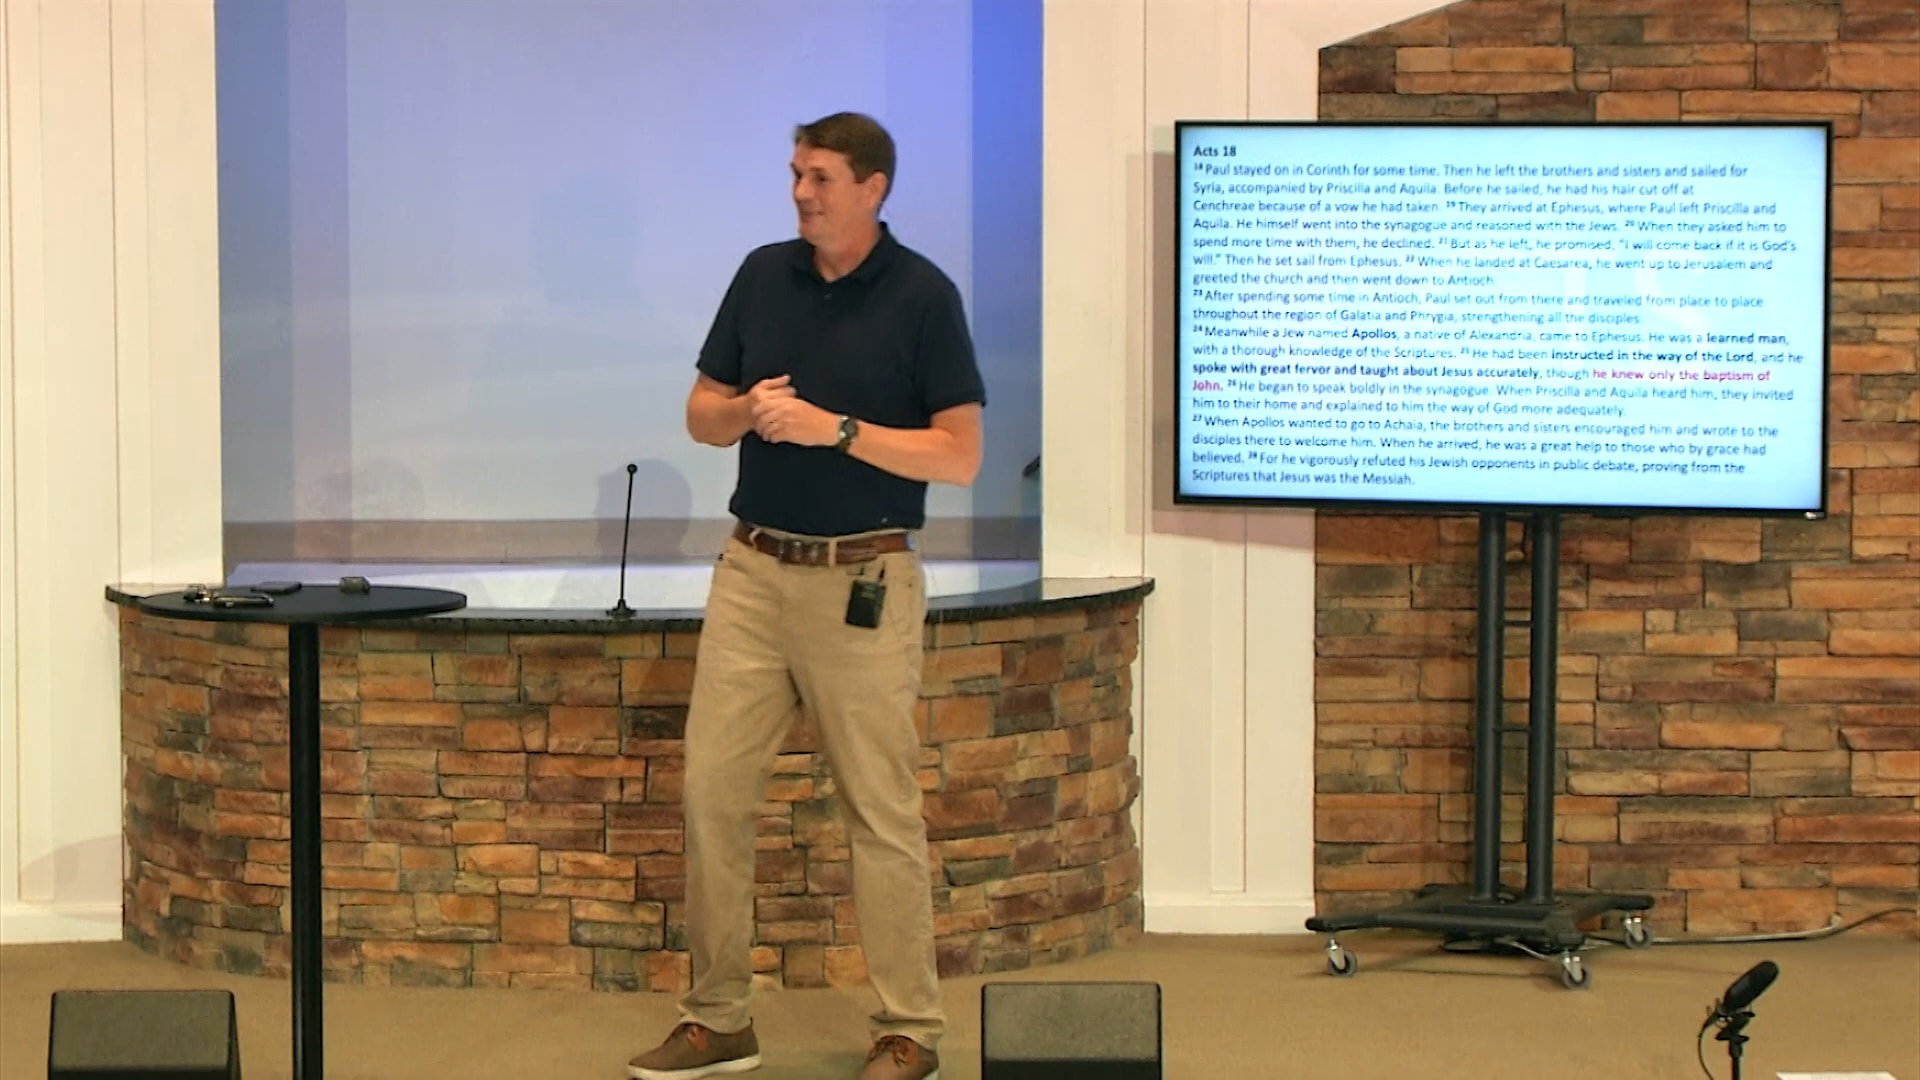 Acts 18
18 Paul stayed on in Corinth for some time. Then he left the brothers and sisters and sailed for
Syria, accompanied by Priscilla and Aquila. Before he sailed, he had his hair cut off at
Cenchreae because of a vow he had taken. 19 They arrived at Ephesus, where Paul left Priscilla and
Aquila. He himself went into the synagogue and reasoned with the Jews. 20 When they asked him to
spend more time with them, he declined. 21 But as he left, he promised, "I will come back if it is God's
will." Then he set sail from Ephesus. 22 When he landed at Caesarea, he went up to Jerusalem and
greeted the church and then went down to Antioch.
23 After spending some time in Antioch, Paul set out from there and traveled from place to place
throughout the region of Galatia and Phrygia, strengthening all the disciples.
24 Meanwhile a Jew named Apollos, a native of Alexandria, came to Ephesus. He was a learned man,
with a thorough knowledge of the Scriptures. 25 He had been instructed in the way of the Lord, and he
spoke with great fervor and taught about Jesus accurately, though he knew only the baptism of
John. 26 He began to speak boldly in the synagogue. When Priscilla and Aquila heard him, they invited
him to their home and explained to him the way of God more adequately.
27 When Apollos wanted to go to Achaia, the brothers and sisters encouraged him and wrote to the
disciples there to welcome him. When he arrived, he was a great help to those who by grace had
believed. 28 For he vigorously refuted his Jewish opponents in public debate, proving from the
Scriptures that Jesus was the Messiah.